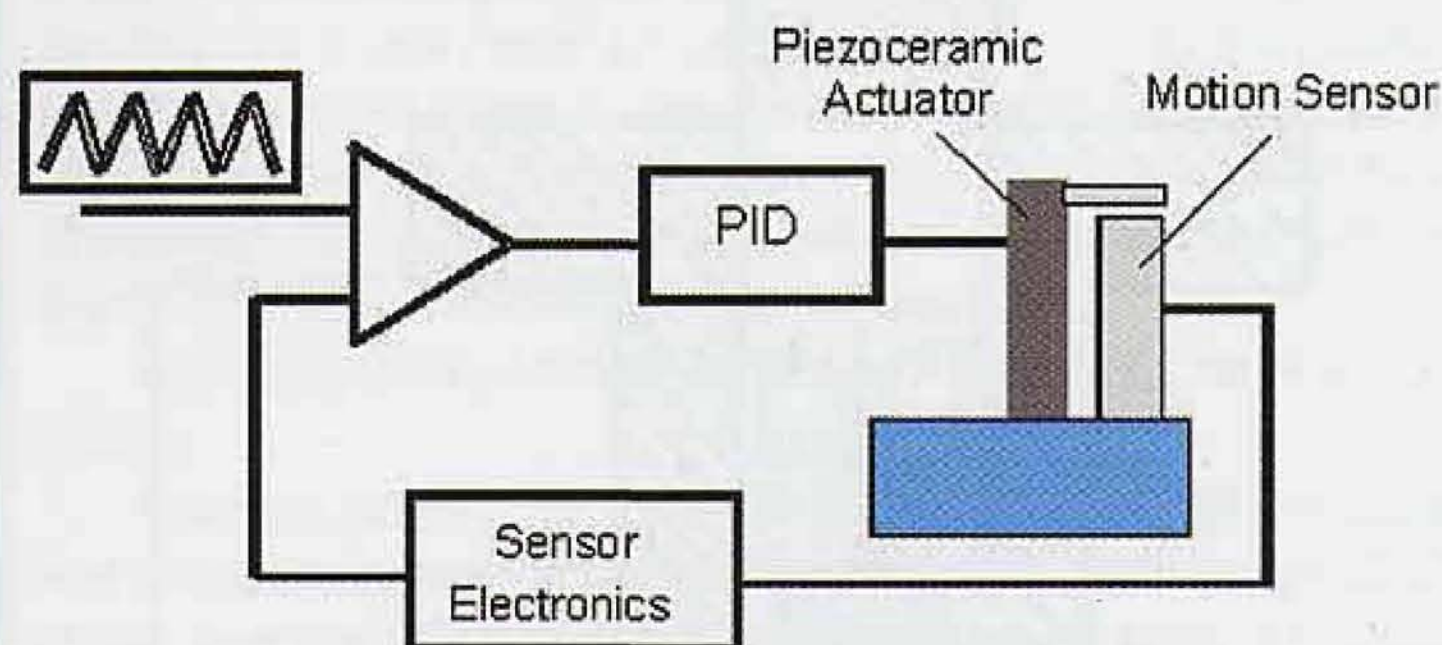 Piezoceramic
Actuator
Motion Sensor
PID
Sensor
Electronics